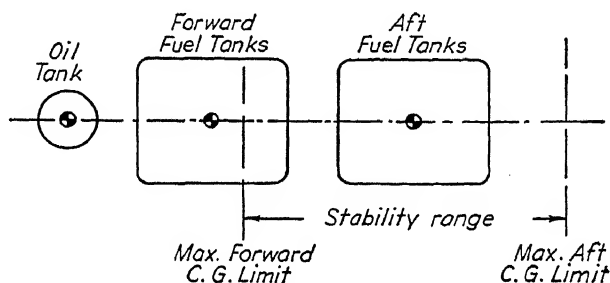 Oil
Tank
Forward
Fuel Tanks
Aft
Fuel Tanks
Stability range
Max. Forward
C. G. Limit
Max. Aft
C. G. Limit